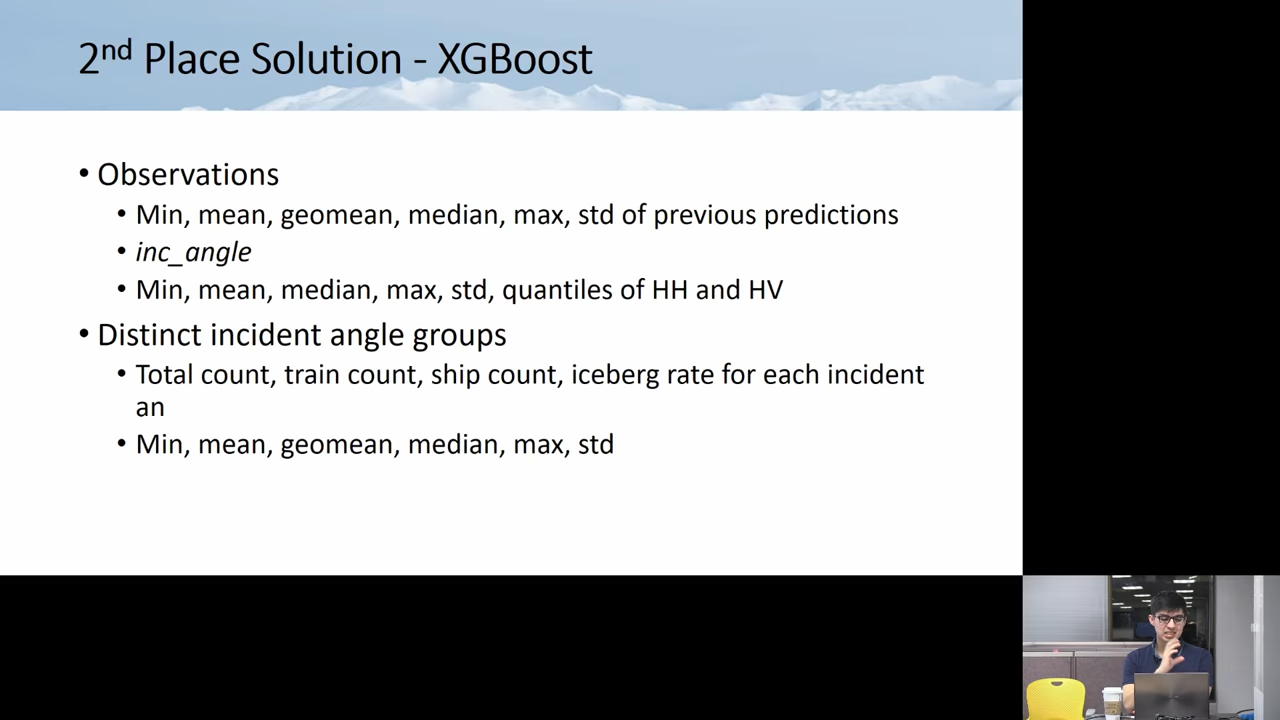 2nd Place Solution - XGBoost
• Observations
• Min, mean, geomean, median, max, std of previous predictions
• inc_angle
• Min, mean, median, max, std, quantiles of HH and HV
• Distinct incident angle groups
• Total count, train count, ship count, iceberg rate for each incident
an
• Min, mean, geomean, median, max, std